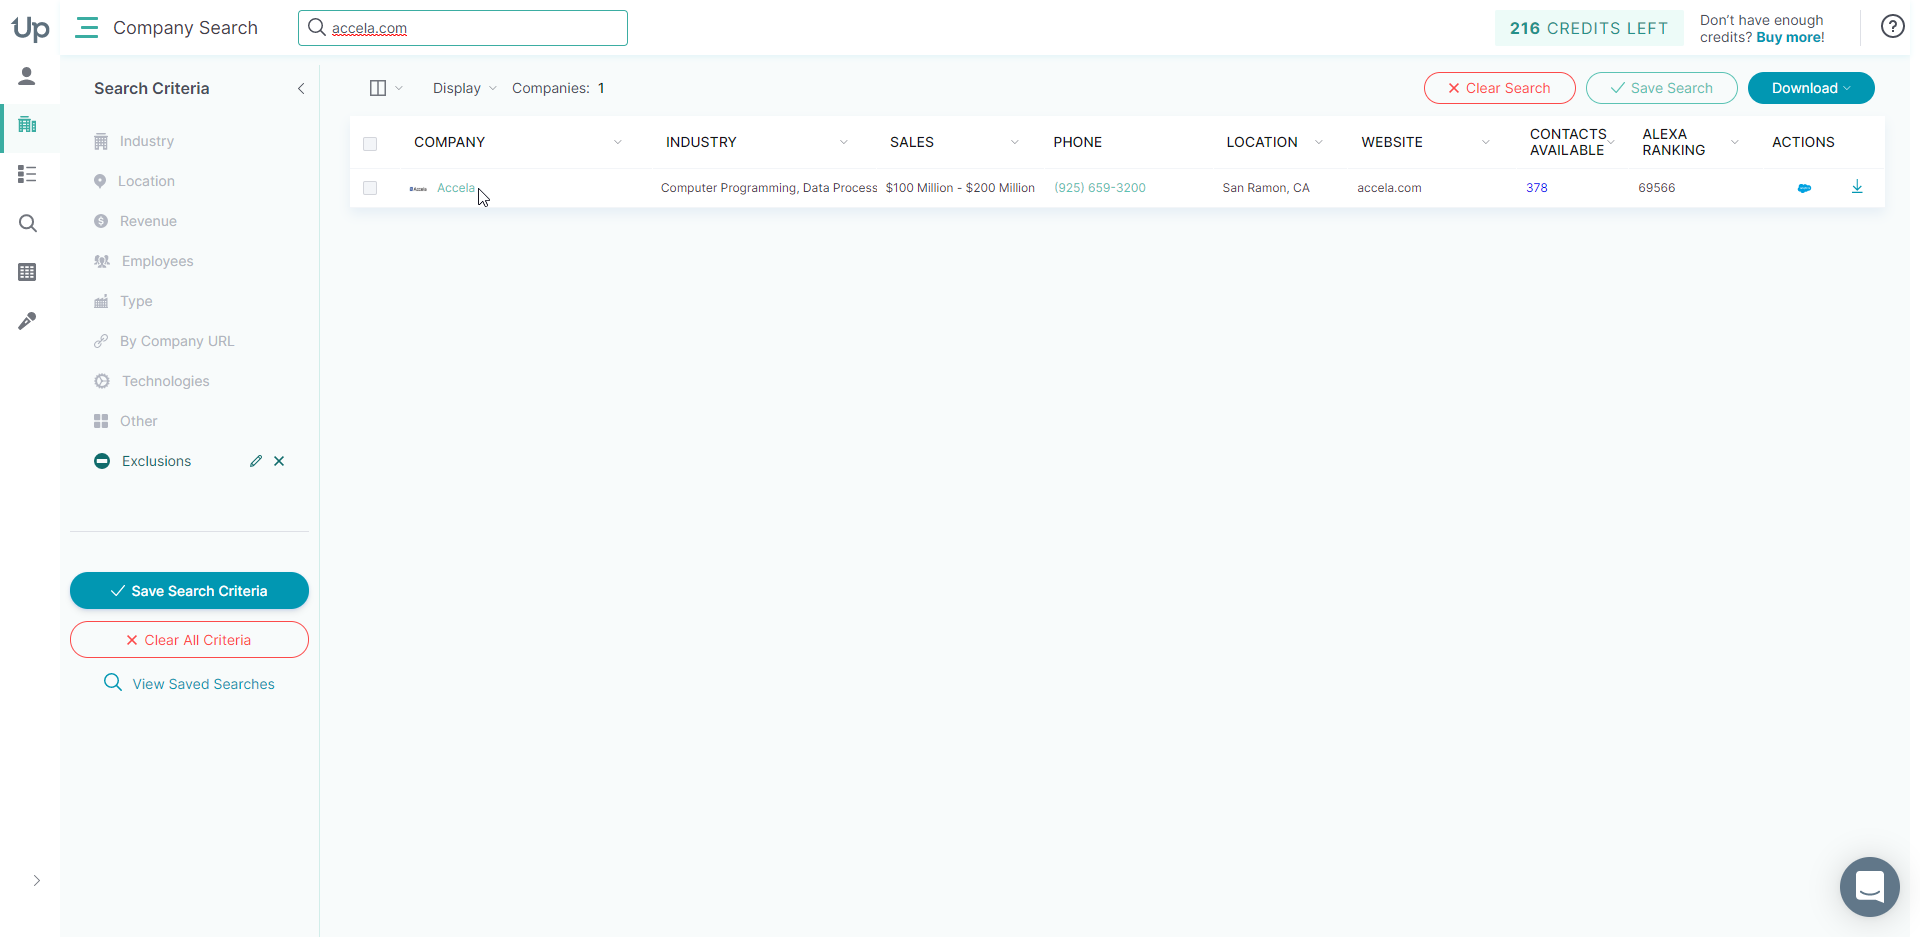 Up
Company Search
accela.com
216 CREDITS LEFT
Don't have enough
credits? Buy more!
Search Criteria
Industry
Location
Revenue
Employees
Type
By Company URL
Technologies
Other
Exclusions
Save Search Criteria
Clear All Criteria
View Saved Searches
Display
Companies: 1
Clear Search
Save Search
Download
COMPANY INDUSTRY SALES PHONE LOCATION WEBSITE CONTACTS AVAILABLE ALEXA RANKING ACTIONS
Accela Accela Computer Programming, Data Process $100 Million - $200 Million (925) 659-3200 San Ramon, CA accela.com 378 69566